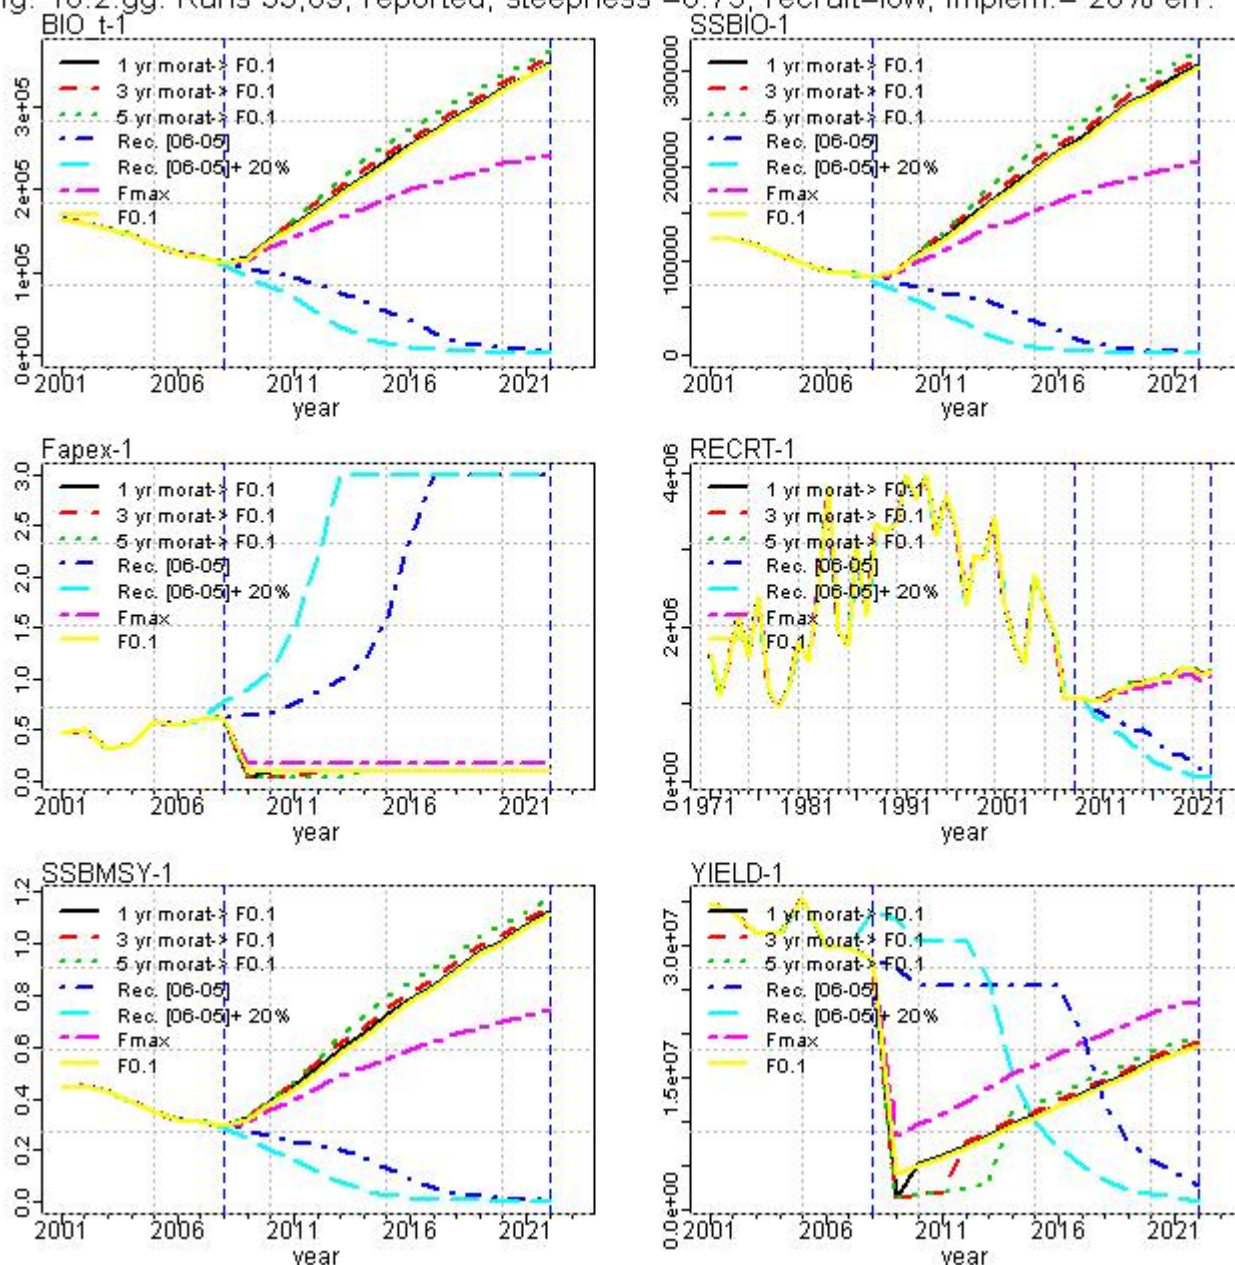 Runs 55,69, reported, steepness =0.75, recruit=low, implem.= 20% err.
BIO_t-1
1 yr morat-> F0.1
3 yr morat-> F0.1
5 yr morat-> F0.1
Rec. [06-05]
Rec. [06-05]+ 20%
Fmax
F0.1
0e+00 1e+05 2e+05 3e+05
2001 2006 2011 2016 2021
year
SSBIO-1
1 yr morat-> F0.1
3 yr morat-> F0.1
5 yr morat-> F0.1
Rec. [06-05]
Rec. [06-05]+ 20%
Fmax
F0.1
0 100000 200000 300000
2001 2006 2011 2016 2021
year
Fapex-1
1 yr morat-> F0.1
3 yr morat-> F0.1
5 yr morat-> F0.1
Rec. [06-05]
Rec. [06-05]+ 20%
Fmax
F0.1
0.0 0.5 1.0 1.5 2.0 2.5 3.0
2001 2006 2011 2016 2021
year
RECRT-1
1 yr morat-> F0.1
3 yr morat-> F0.1
5 yr morat-> F0.1
Rec. [06-05]
Rec. [06-05]+ 20%
Fmax
F0.1
0e+00 2e+06 4e+06
1971 1981 1991 2001 2011 2021
year
SSBMSY-1
1 yr morat-> F0.1
3 yr morat-> F0.1
5 yr morat-> F0.1
Rec. [06-05]
Rec. [06-05]+ 20%
Fmax
F0.1
0.0 0.2 0.4 0.6 0.8 1.0 1.2
2001 2006 2011 2016 2021
year
YIELD-1
1 yr morat-> F0.1
3 yr morat-> F0.1
5 yr morat-> F0.1
Rec. [06-05]
Rec. [06-05]+ 20%
Fmax
F0.1
0.0e+00 1.5e+07 3.0e+07
2001 2006 2011 2016 2021
year